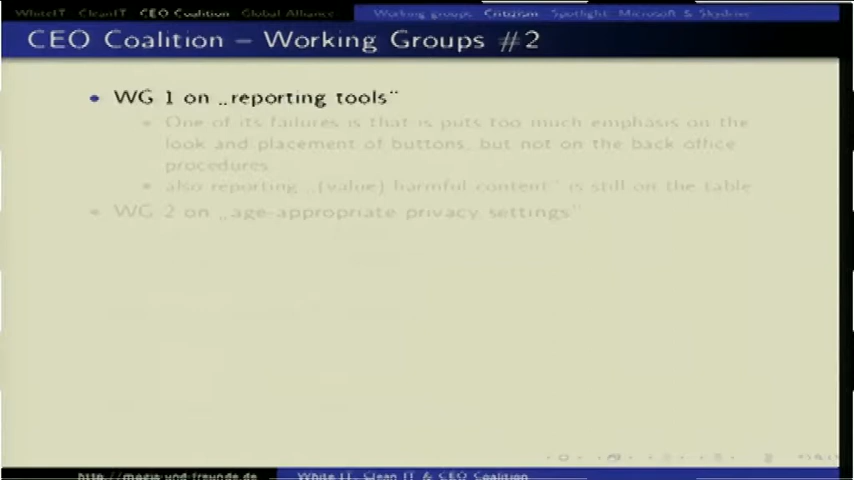 WhiteIT CleanIT CEO Coalition Global Alliance
Working groups Criticism Spotlight: Microsoft & Skydrive
CEO Coalition – Working Groups #2
• WG 1 on „reporting tools“
• One of its failures is that is puts too much emphasis on the
look and placement of buttons, but not on the back office
procedures.
• also reporting „(value) harmful content“ is still on the table
• WG 2 on „age-appropriate privacy settings“
http://mogis-und-freunde.de
White IT, Clean IT & CEO Coalition